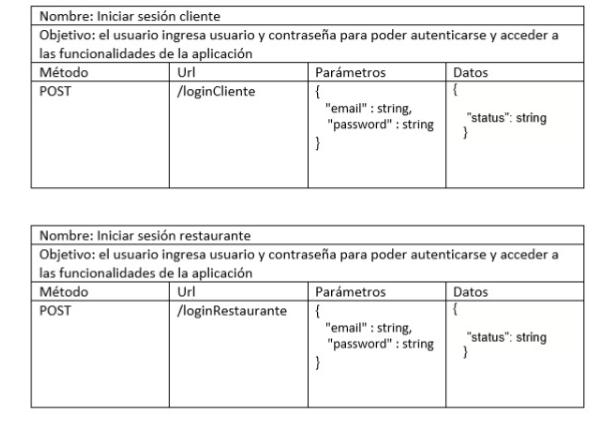 Nombre: Iniciar sesión cliente
Objetivo: el usuario ingresa usuario y contraseña para poder autenticarse y acceder a
las funcionalidades de la aplicación
Método Url Parámetros Datos
POST /loginCliente { {
"email" : string, "status": string
"password" : string }
}
Nombre: Iniciar sesión restaurante
Objetivo: el usuario ingresa usuario y contraseña para poder autenticarse y acceder a
las funcionalidades de la aplicación
Método Url Parámetros Datos
POST /loginRestaurante { {
"email" : string, "status": string
"password" : string }
}